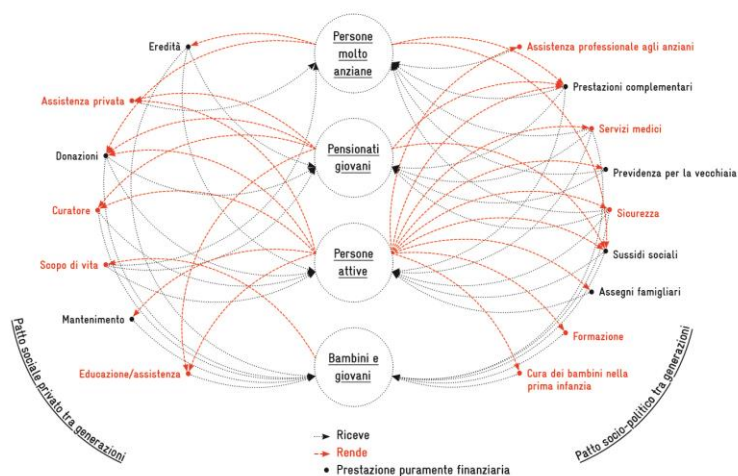 Persone
molto
anziane
Pensionati
giovani
Persone
attive
Bambini e
giovani
Eredità
Assistenza privata
Donazioni
Curatore
Scopo di vita
Mantenimento
Educazione/assistenza
Assistenza professionale agli anziani
Prestazioni complementari
Servizi medici
Previdenza per la vecchiaia
Sicurezza
Sussidi sociali
Assegni famigliari
Formazione
Cura dei bambini nella
prima infanzia
Patto sociale privato tra generazioni
Patto socio-politico tra generazioni
Riceve
Rende
Prestazione puramente finanziaria